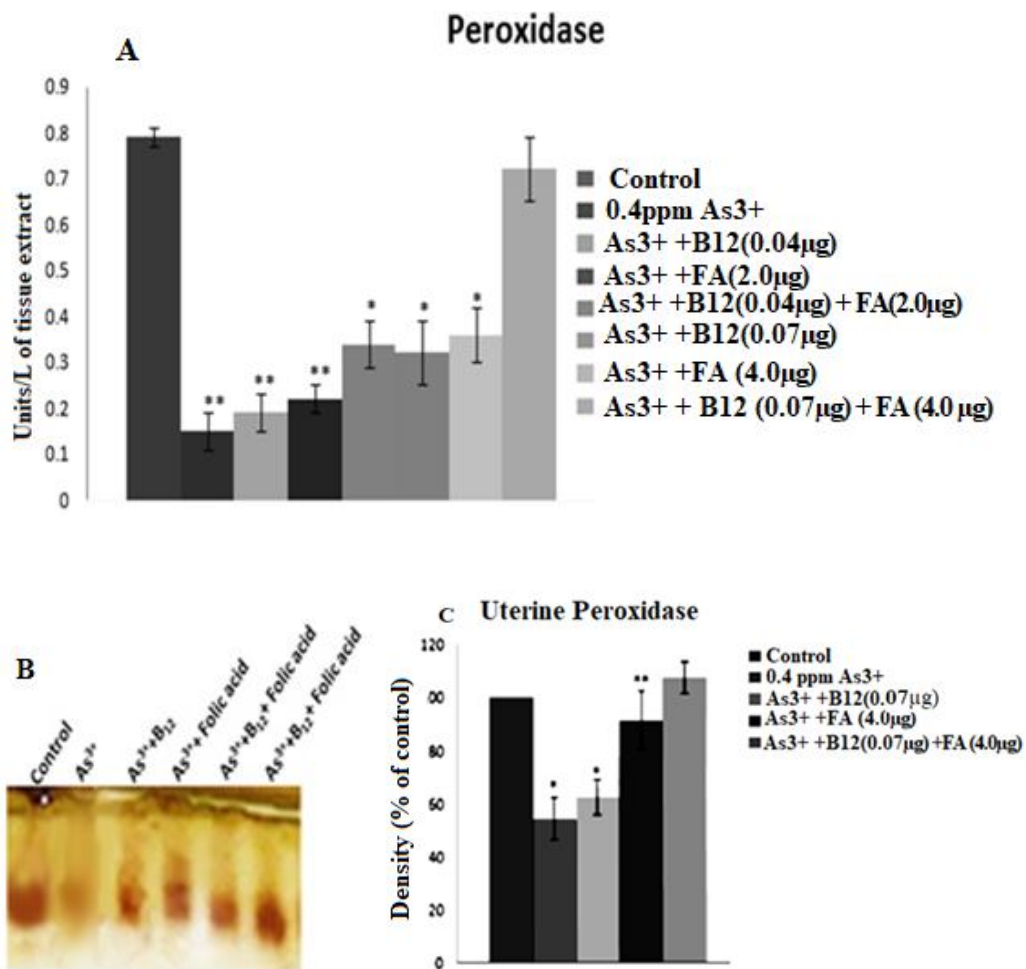 Peroxidase
A
0.9
0.8
0.7
0.6
0.5
0.4
0.3
0.2
0.1
0
Units/L of tissue extract
**
**
**
*
*
*
Control
0.4ppm As3+
As3+ +B12(0.04µg)
As3+ +FA(2.0µg)
As3+ +B12(0.04µg) + FA(2.0µg)
As3+ +B12(0.07µg)
As3+ +FA (4.0µg)
As3+ + B12 (0.07µg) + FA (4.0 µg)
B
Control
As³⁺
As³⁺+B₁₂
As³⁺+ Folic acid
As³⁺+B₁₂+ Folic acid
As³⁺+B₁₂+ Folic acid
C Uterine Peroxidase
120
00
80
60
40
20
0
Density (% of control)
*
*
**
Control
0.4 ppm As3+
As3+ +B12(0.07µg)
As3+ +FA (4.0µg)
As3+ +B12(0.07µg) +FA(4.0µg)